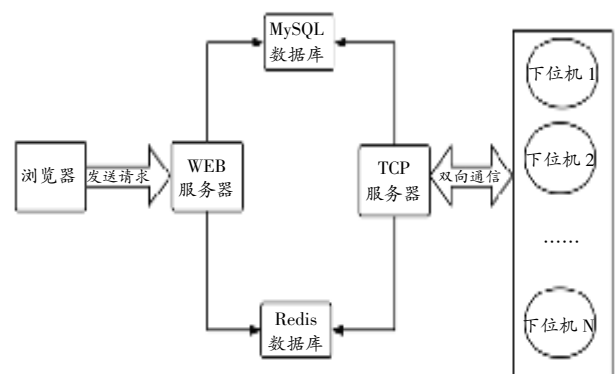 MySQL
数据库
浏览器
发送请求
WEB
服务器
TCP
服务器
双向通信
下位机 1
下位机 2
……
下位机 N
Redis
数据库